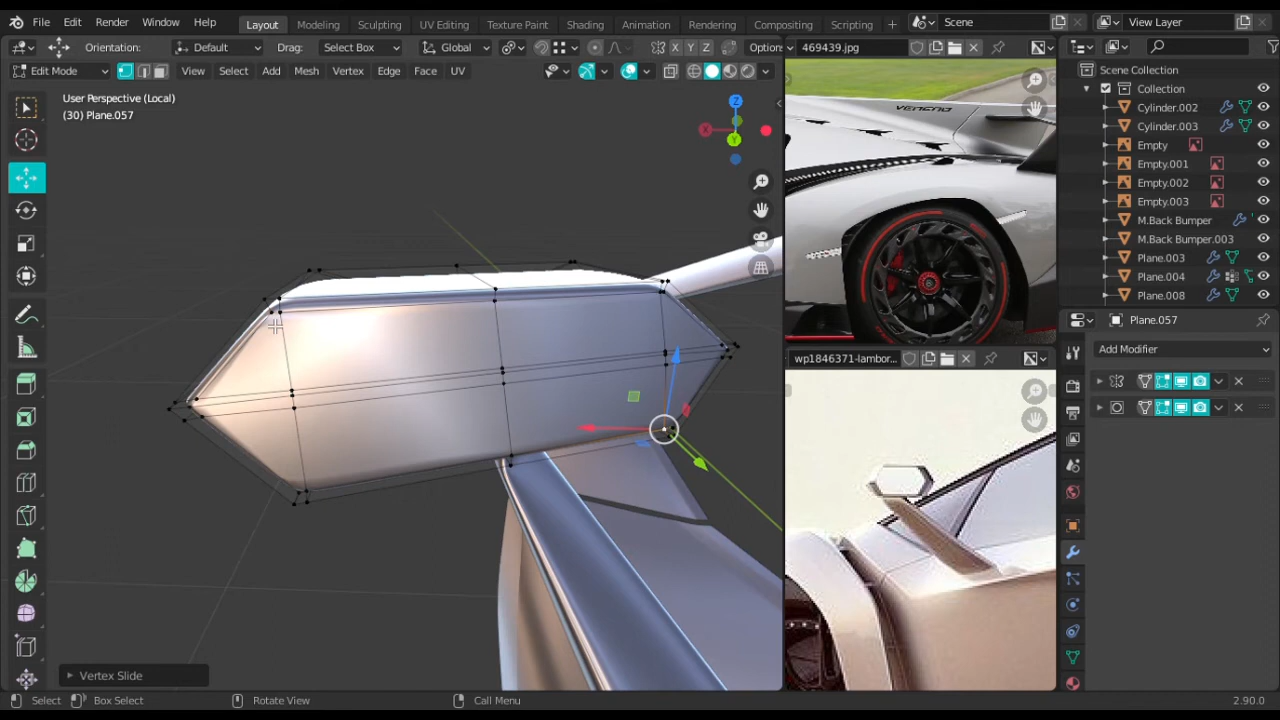 File Edit Render Window Help Layout Modeling Sculpting UV Editing Texture Paint Shading Animation Rendering Compositing Scripting + Scene View Layer
Orientation: Default Drag: Select Box Global X Y Z Options 469439.jpg
Edit Mode View Select Add Mesh Vertex Edge Face UV
User Perspective (Local)
(30) Plane.057
Z
X
Y
VENENO
Scene Collection
Collection
Cylinder.002
Cylinder.003
Empty
Empty.001
Empty.002
Empty.003
M.Back Bumper
M.Back Bumper.003
Plane.003
Plane.004
Plane.008
Plane.057
Add Modifier
wp1846371-lambor...
Vertex Slide
Select Box Select Rotate View Call Menu 2.90.0